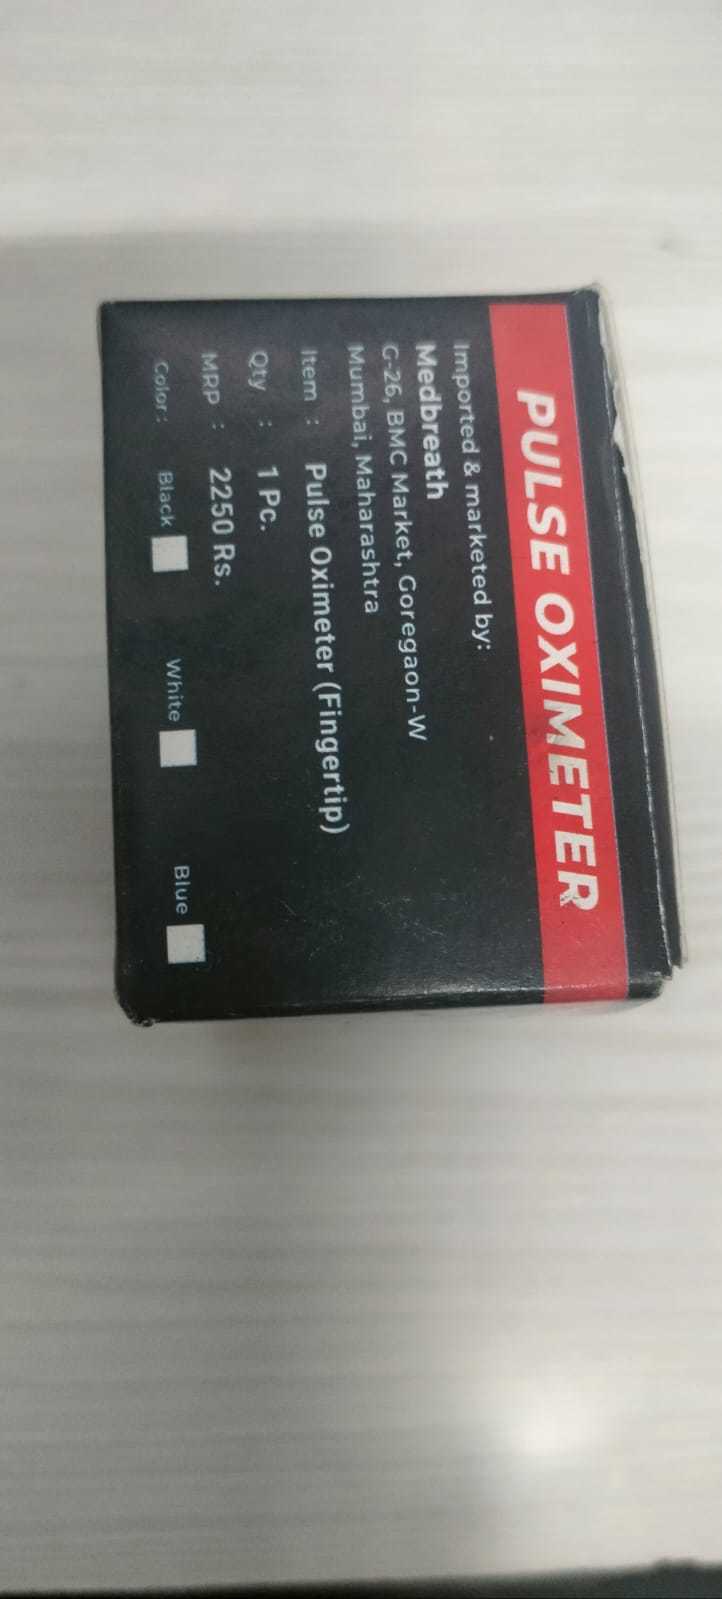 PULSE OXIMETER
Imported & marketed by:
Medbreath
G-26, BMC Market, Goregaon-W
Mumbai, Maharashtra
Item : Pulse Oximeter (Fingertip)
Qty : 1 Pc.
MRP : 2250 Rs.
Color : Black White Blue